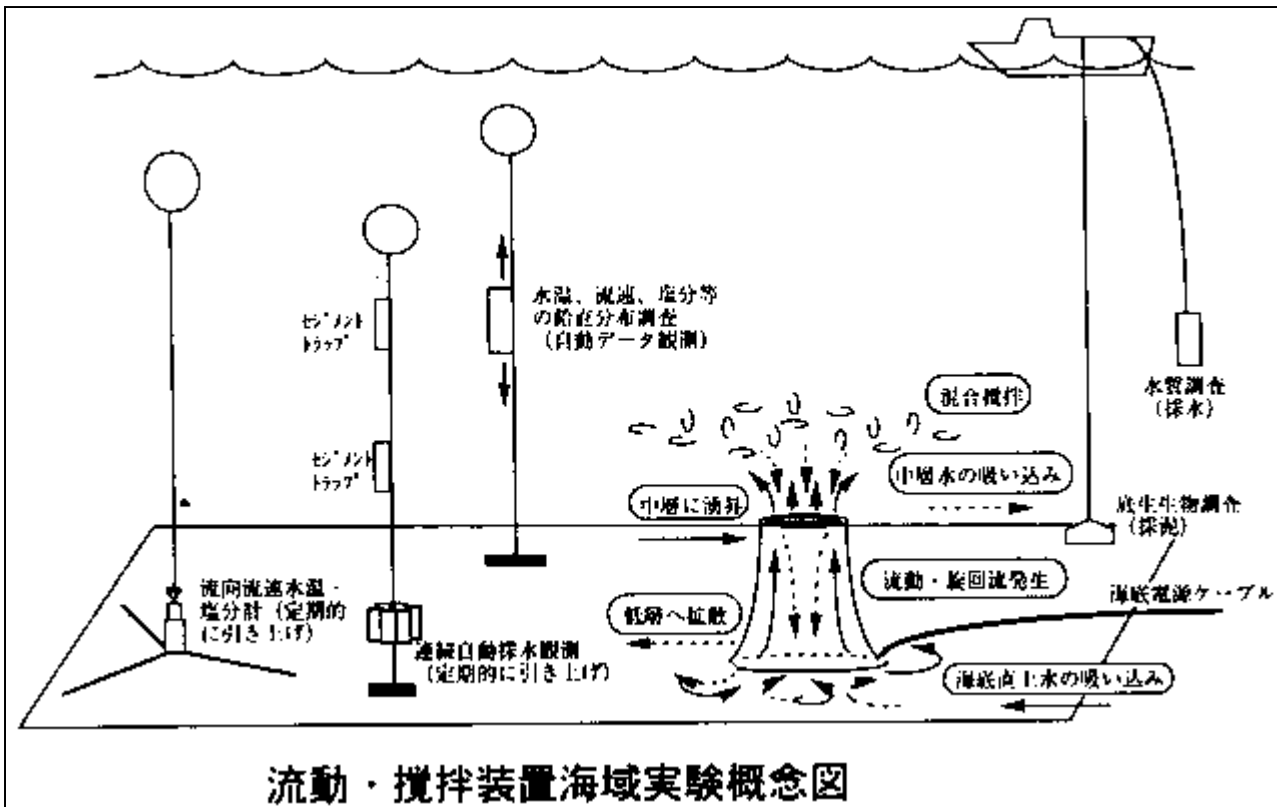 セジメント
トラップ
水温、流速、塩分等
の鉛直分布調査
（自動データ観測）
水質調査
（採水）
混合攪拌
セジメント
トラップ
中層水の吸い込み
中層に湧昇
底生生物調査
（採泥）
流動・旋回流発生
海底電源ケーブル
流向流速水温・
塩分計（定期的
に引き上げ）
低層へ拡散
連続自動採水観測
（定期的に引き上げ）
海底直上水の吸い込み
流動・攪拌装置海域実験概念図